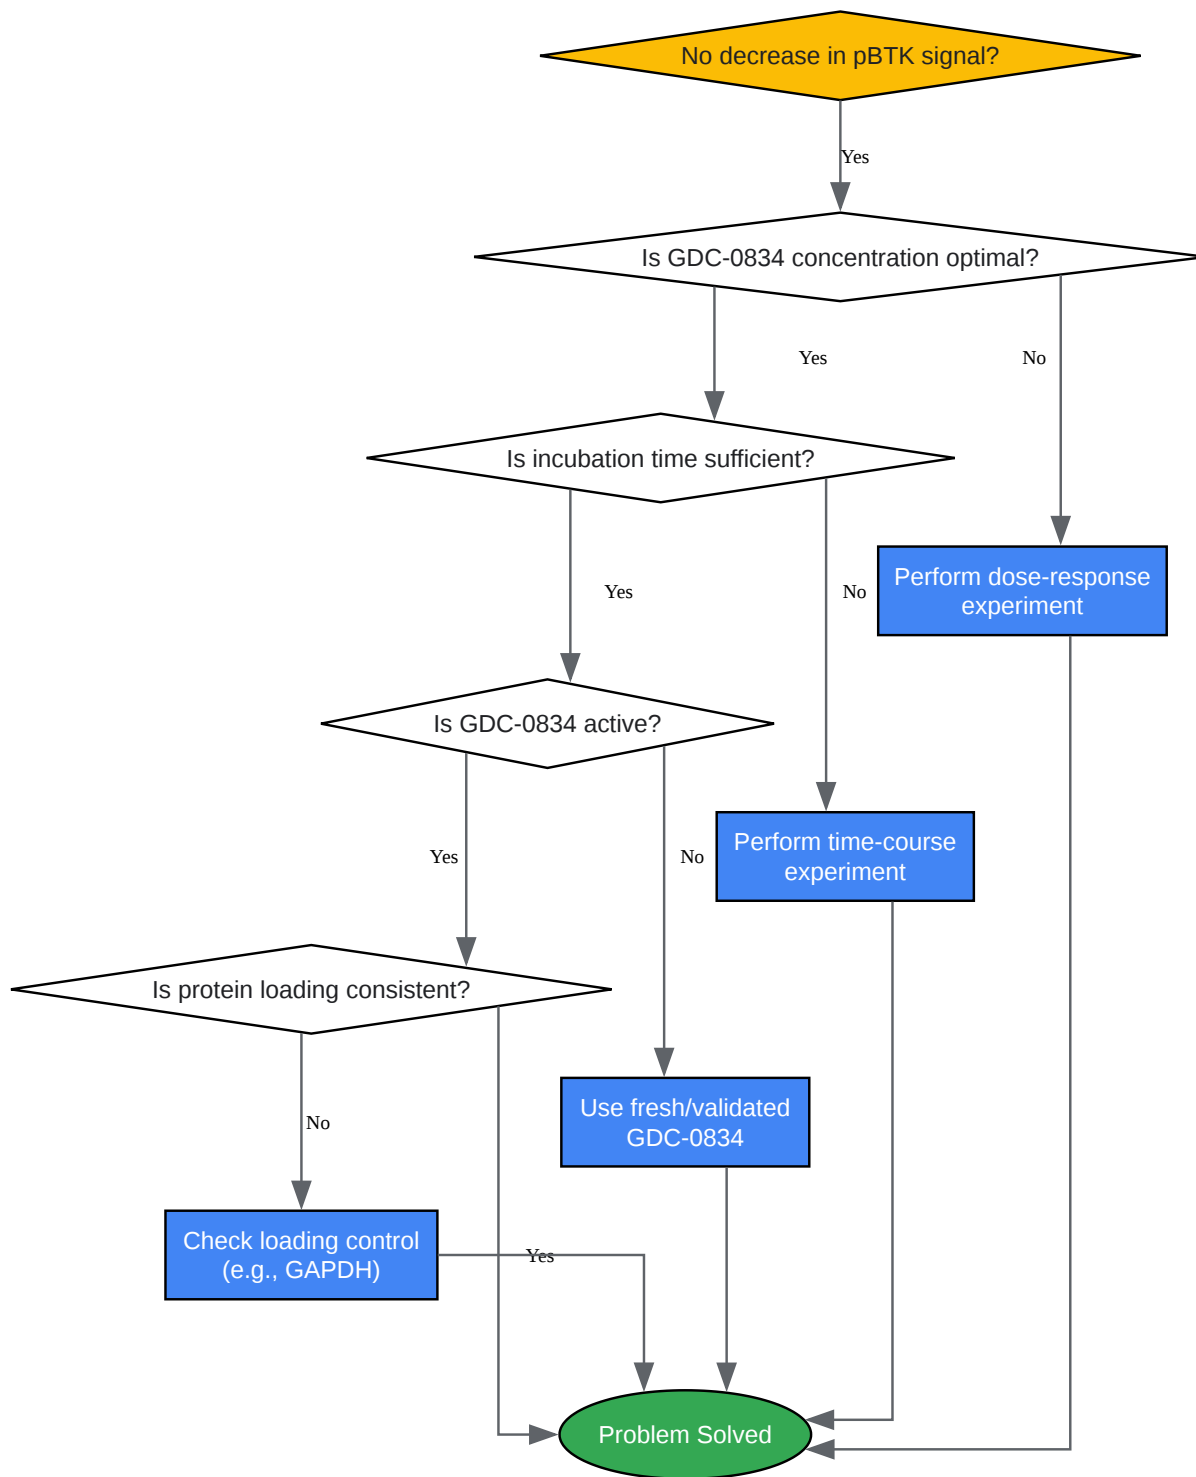 No decrease in pBTK signal?
Yes
Is GDC-0834 concentration optimal?
Yes
No
Is incubation time sufficient?
Yes
No
Perform dose-response
experiment
Is GDC-0834 active?
Yes
No
Perform time-course
experiment
Is protein loading consistent?
No
Use fresh/validated
GDC-0834
Check loading control
(e.g., GAPDH)
Yes
Problem Solved